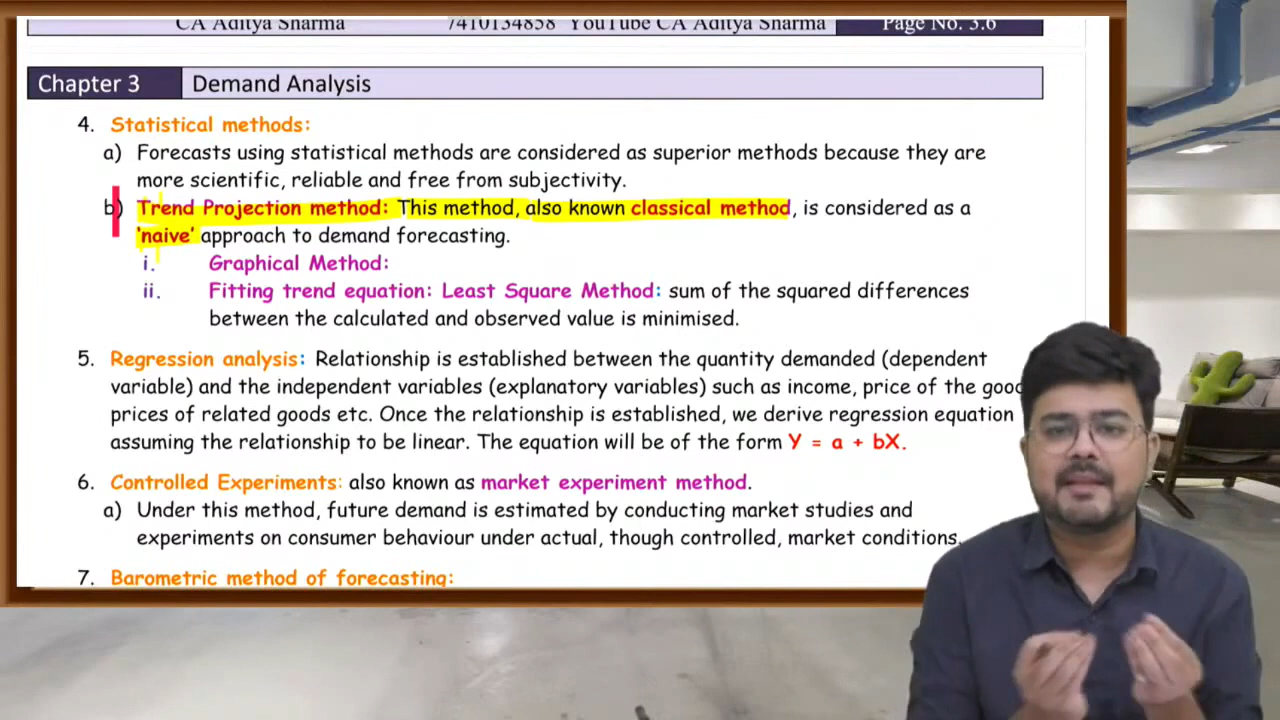 CA Aditya Sharma 7410134858 YouTube CA Aditya Sharma Page No. 3.6
Chapter 3 Demand Analysis
4. Statistical methods:
a) Forecasts using statistical methods are considered as superior methods because they are
more scientific, reliable and free from subjectivity.
b) Trend Projection method: This method, also known classical method, is considered as a
'naive' approach to demand forecasting.
i. Graphical Method:
ii. Fitting trend equation: Least Square Method: sum of the squared differences
between the calculated and observed value is minimised.
5. Regression analysis: Relationship is established between the quantity demanded (dependent
variable) and the independent variables (explanatory variables) such as income, price of the good
prices of related goods etc. Once the relationship is established, we derive regression equation
assuming the relationship to be linear. The equation will be of the form Y = a + bX.
6. Controlled Experiments: also known as market experiment method.
a) Under this method, future demand is estimated by conducting market studies and
experiments on consumer behaviour under actual, though controlled, market conditions.
7. Barometric method of forecasting: